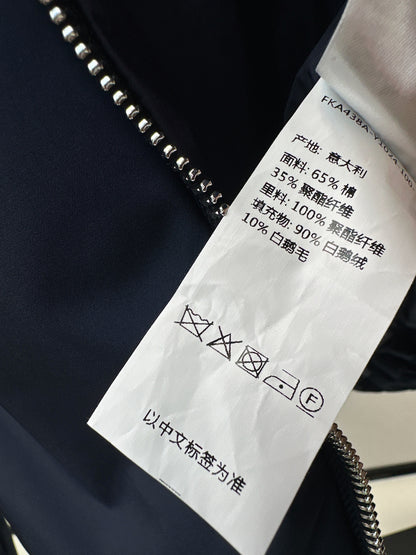 产地: 意大利
面料: 65% 棉
35% 聚酯纤维
里料: 100% 聚酯纤维
填充物: 90% 白鹅绒
10% 白鹅毛
F
以中文标签为准